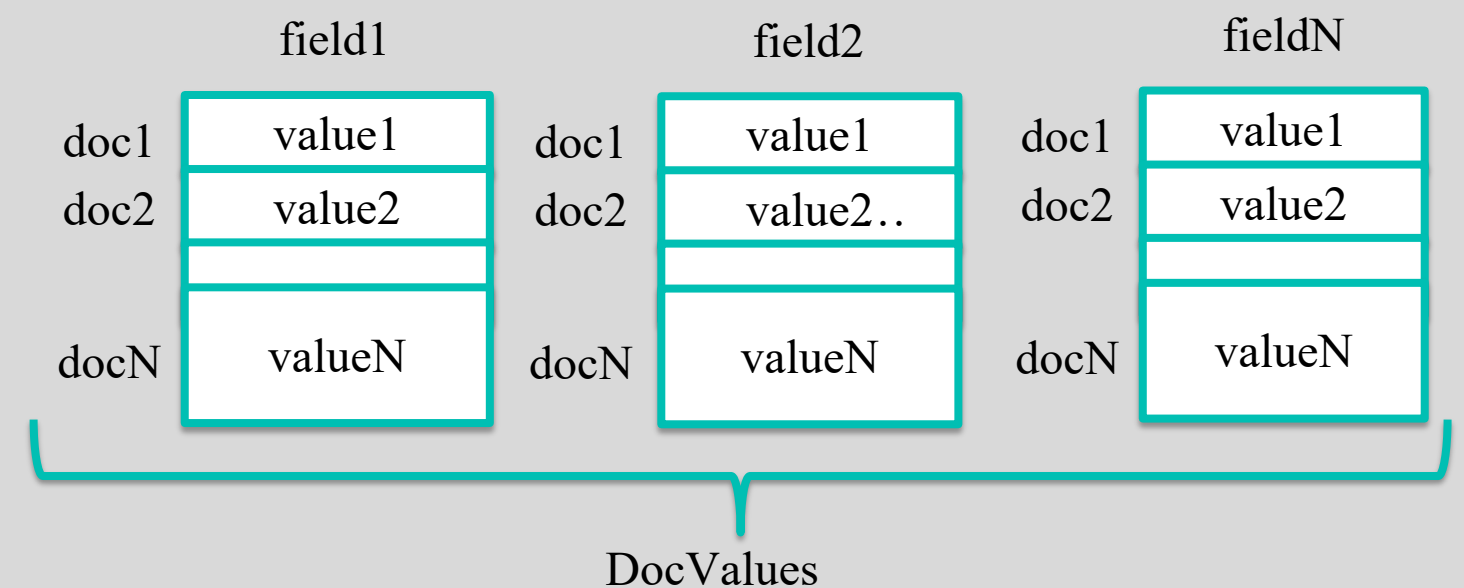 field1 field2 fieldN
doc1 value1 doc1 value1 doc1 value1
doc2 value2 doc2 value2.. doc2 value2
docN valueN docN valueN docN valueN
DocValues